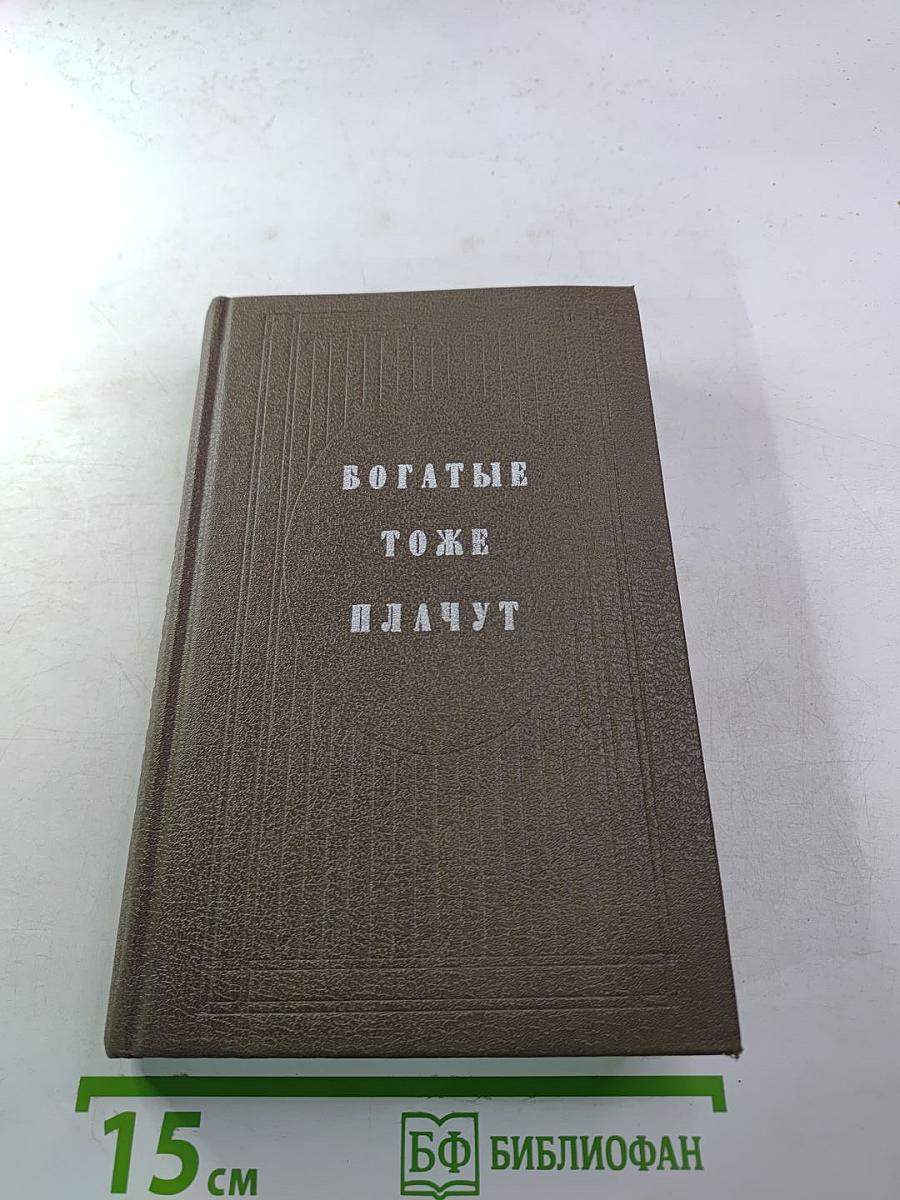 БОГАТЫЕ
ТОЖЕ
ПЛАЧУТ
15 см
БФ БИБЛИОФАН